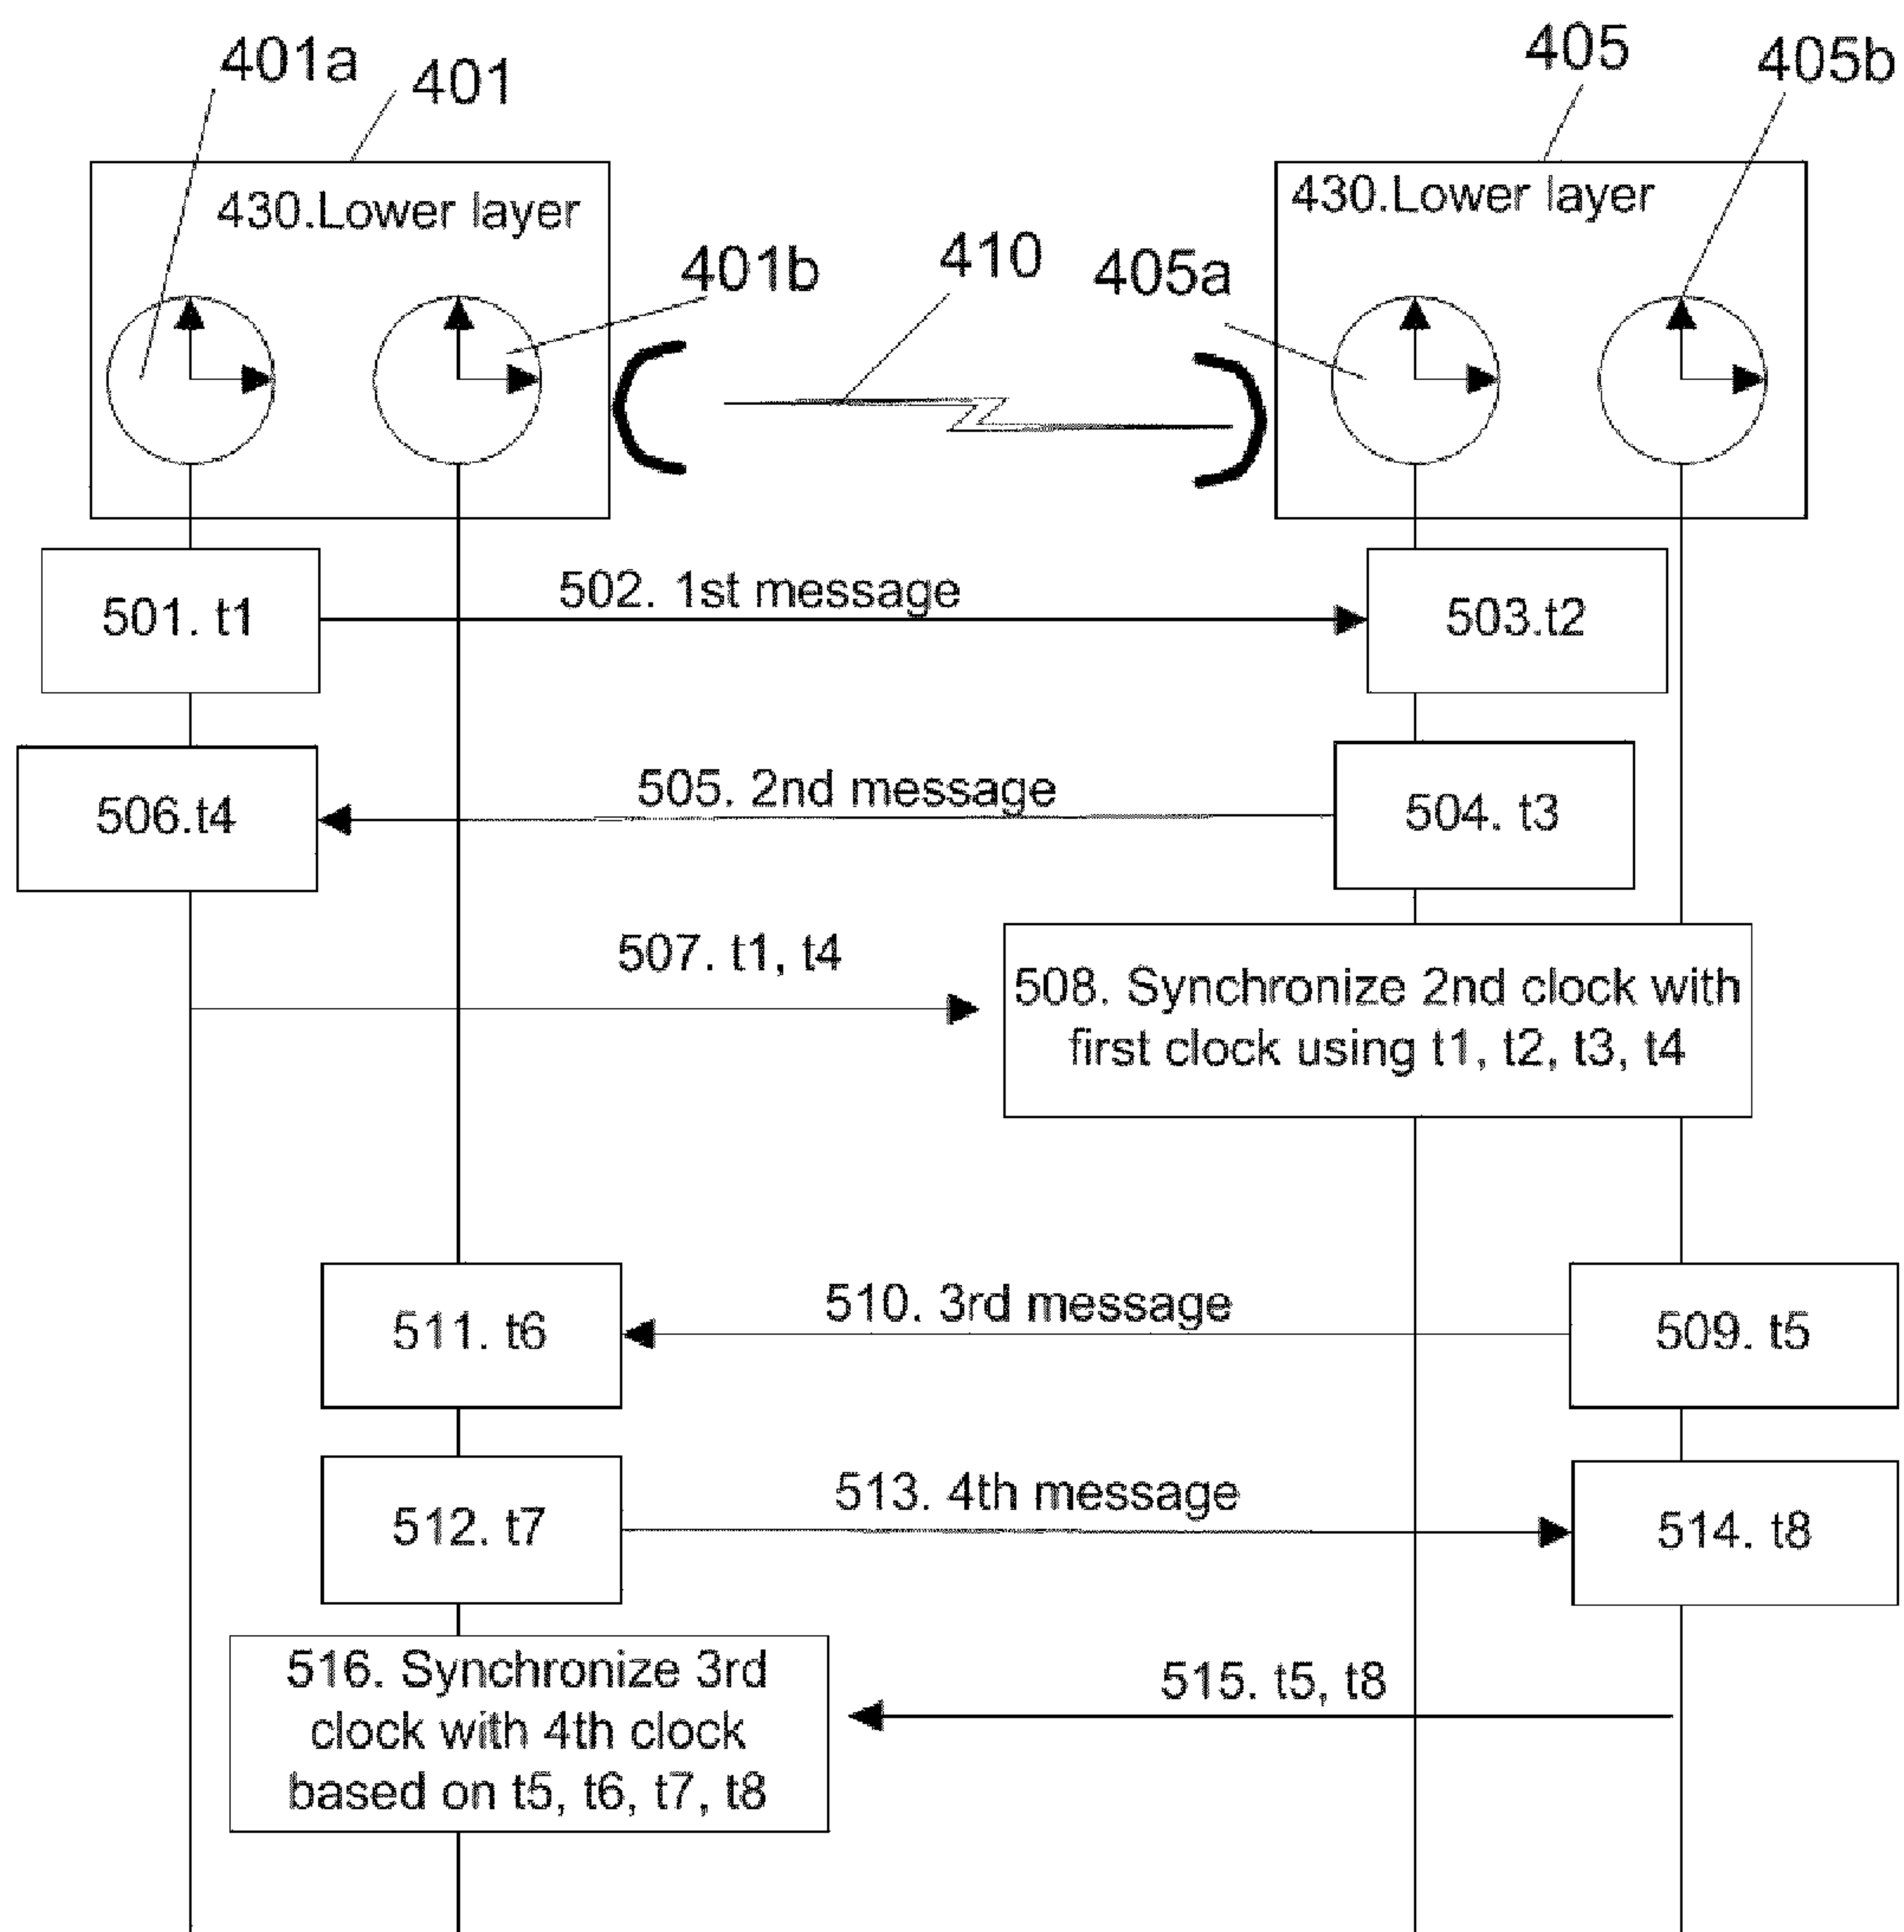 401a
401
405
405b
430.Lower layer
430.Lower layer
401b
410
405a
501. t1
502. 1st message
503.t2
506.t4
505. 2nd message
504. t3
507. t1, t4
508. Synchronize 2nd clock with
first clock using t1, t2, t3, t4
511. t6
510. 3rd message
509. t5
512. t7
513. 4th message
514. t8
516. Synchronize 3rd
clock with 4th clock
based on t5, t6, t7, t8
515. t5, t8